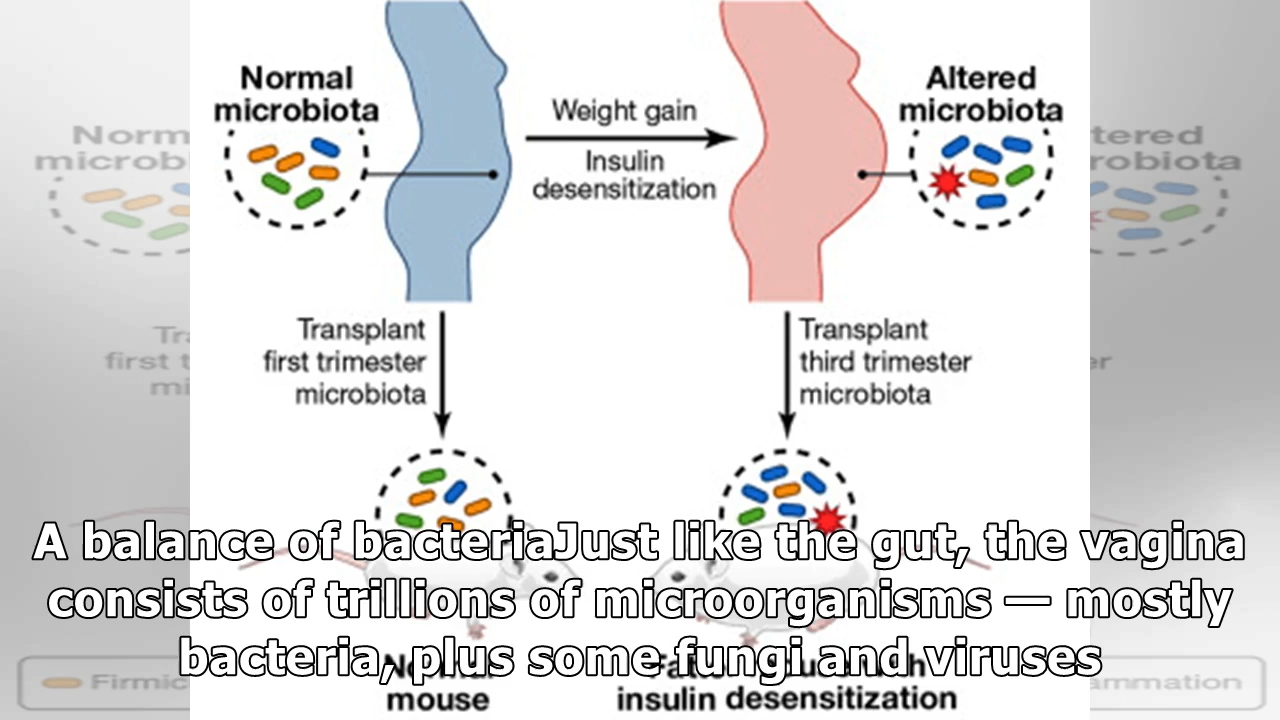 Normal
microbiota
Weight gain
Insulin
desensitization
Altered
microbiota
Transplant
first trimester
microbiota
Transplant
third trimester
microbiota
A balance of bacteriaJust like the gut, the vagina
consists of trillions of microorganisms — mostly
bacteria, plus some fungi and viruses
mouse
insulin desensitization